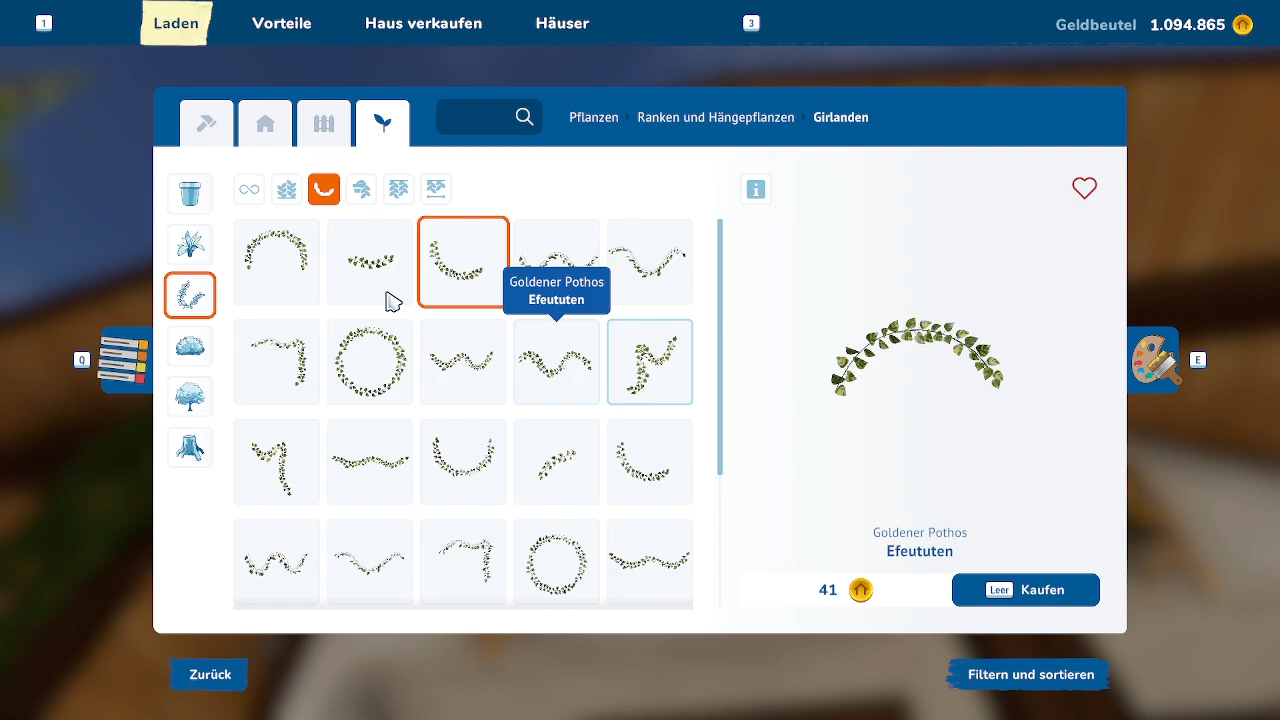 1
Laden
Vorteile
Haus verkaufen
Häuser
3
Geldbeutel 1.094.865
Pflanzen Ranken und Hängepflanzen Girlanden
Goldener Pothos
Efeututen
Q
E
Goldener Pothos
Efeututen
41
Leer Kaufen
Zurück
Filtern und sortieren